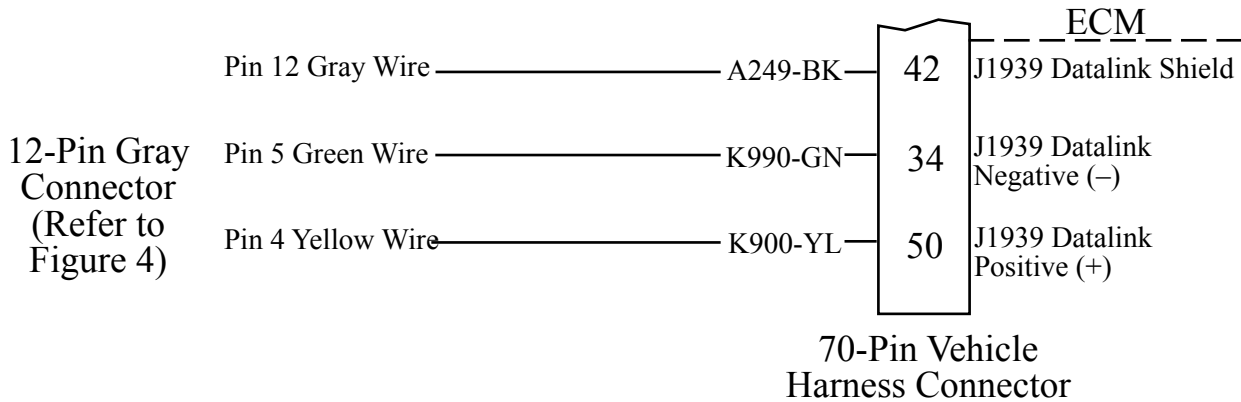 ECM
Pin 12 Gray Wire A249-BK 42 J1939 Datalink Shield
12-Pin Gray
Connector
(Refer to
Figure 4)
Pin 5 Green Wire K990-GN 34 J1939 Datalink
Negative (–)
Pin 4 Yellow Wire K900-YL 50 J1939 Datalink
Positive (+)
70-Pin Vehicle
Harness Connector